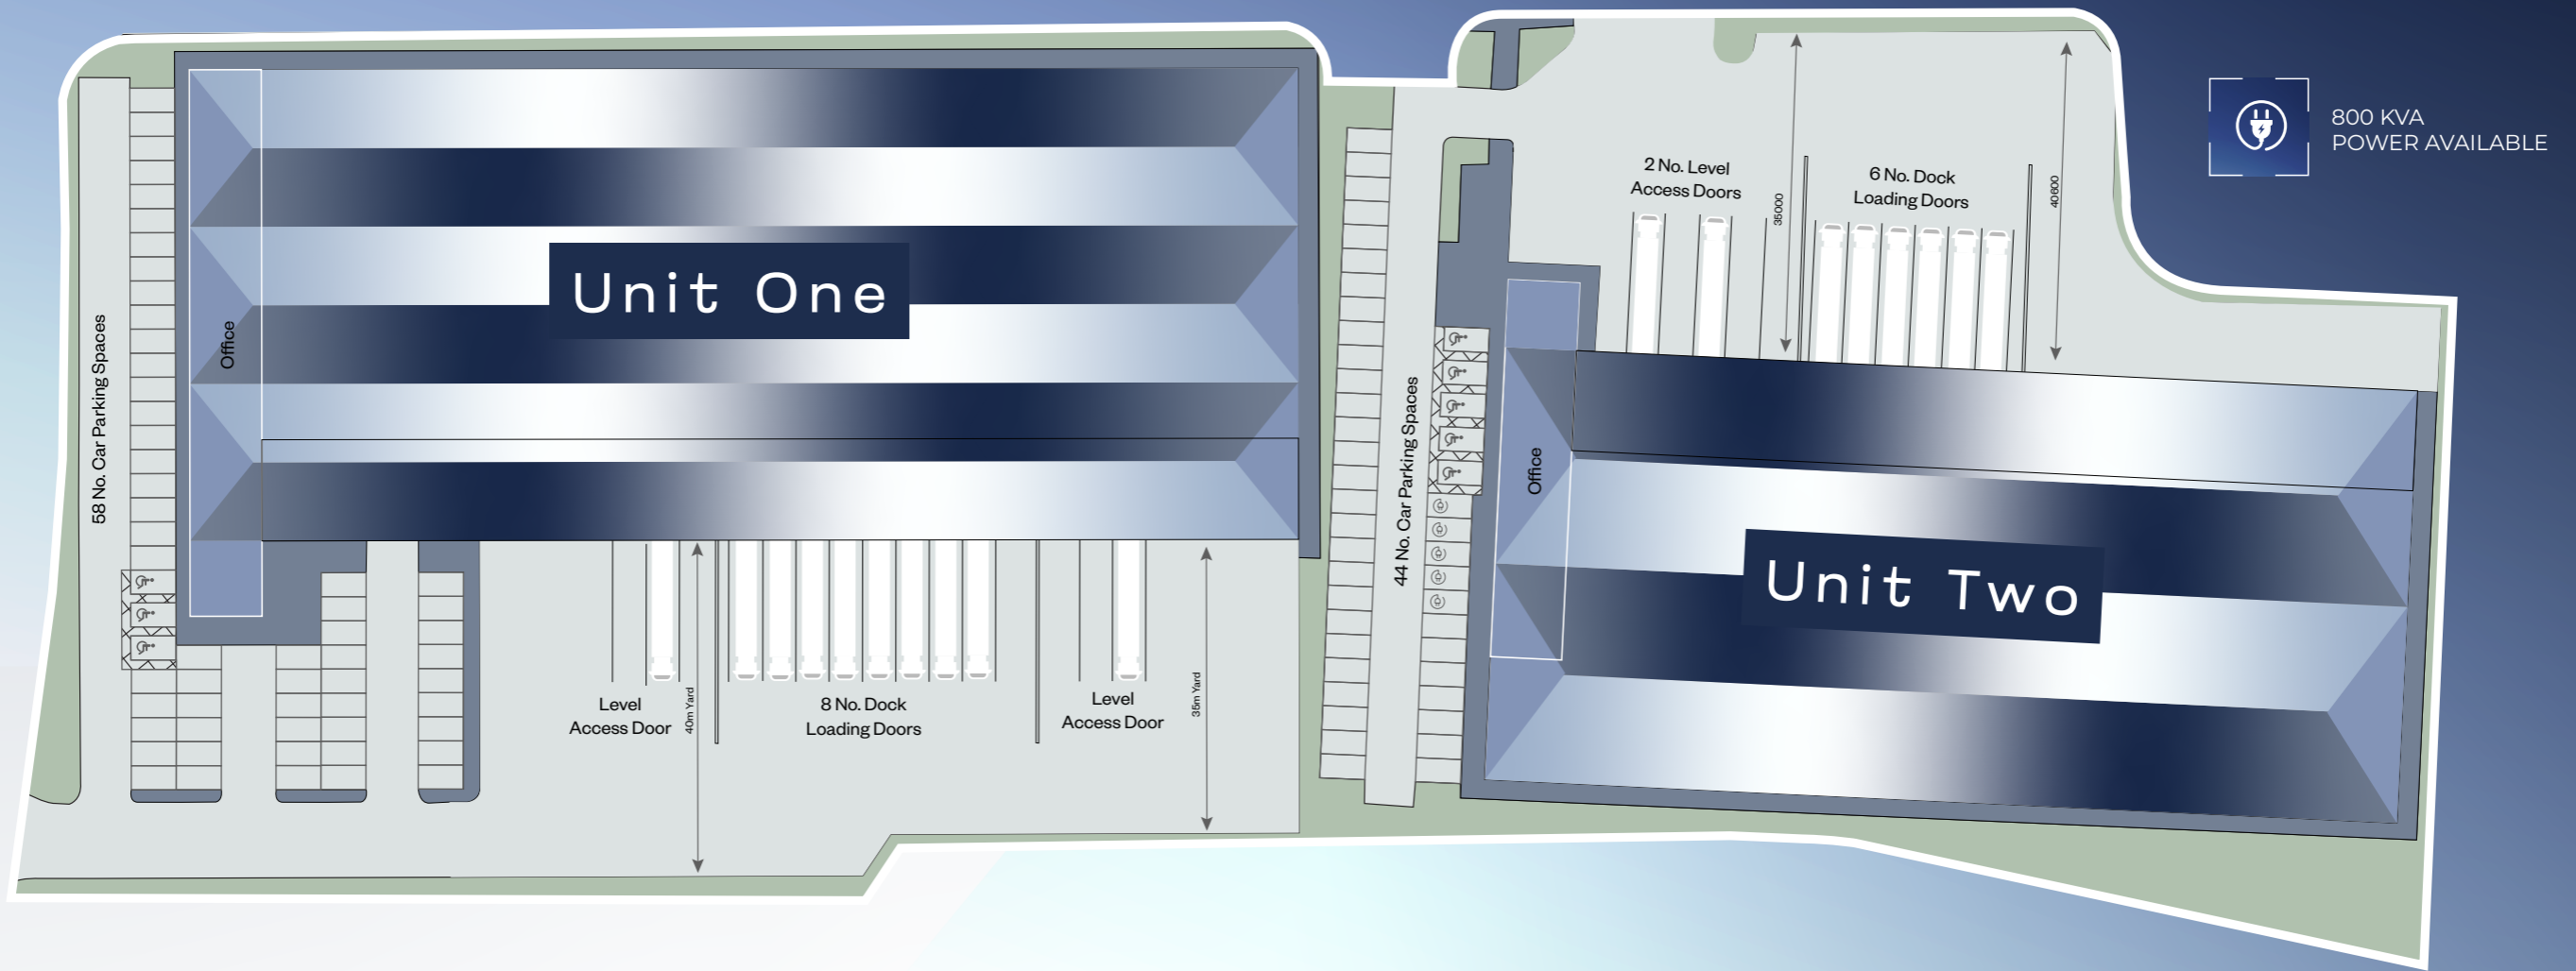 58 No. Car Parking Spaces
Office
Unit One
Level
Access Door
40m Yard
8 No. Dock
Loading Doors
Level
Access Door
35m Yard
44 No. Car Parking Spaces
Office
2 No. Level
Access Doors
35000
6 No. Dock
Loading Doors
40600
Unit Two
800 KVA
POWER AVAILABLE